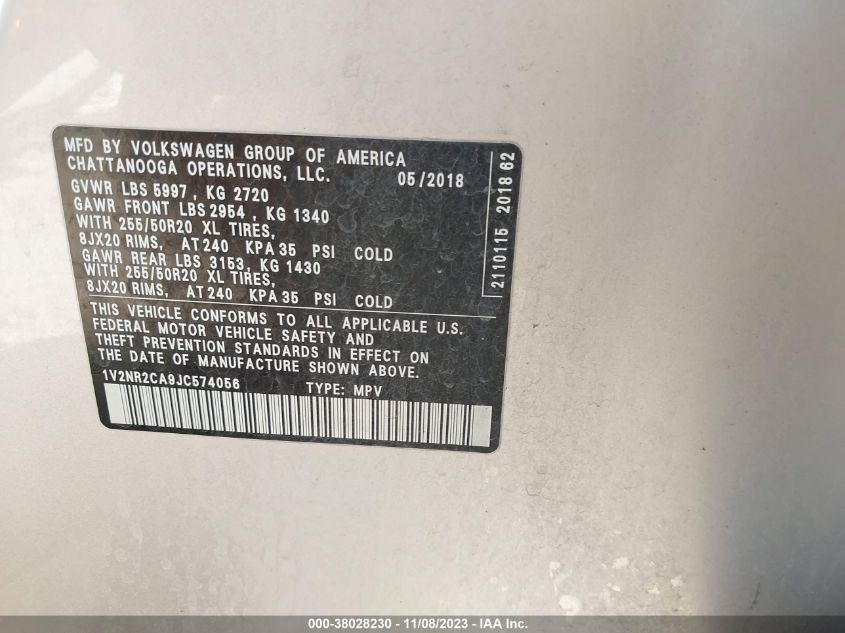 MFD BY VOLKSWAGEN GROUP OF AMERICA
CHATTANOOGA OPERATIONS, LLC. 05/2018
GVWR LBS 5997, KG 2720
GAWR FRONT LBS 2954, KG 1340
WITH 255/50R20 XL TIRES,
8JX20 RIMS, AT 240 KPA 35 PSI COLD
GAWR REAR LBS 3153, KG 1430
WITH 255/50R20 XL TIRES,
8JX20 RIMS, AT 240 KPA 35 PSI COLD
THIS VEHICLE CONFORMS TO ALL APPLICABLE U.S.
FEDERAL MOTOR VEHICLE SAFETY AND
THEFT PREVENTION STANDARDS IN EFFECT ON
THE DATE OF MANUFACTURE SHOWN ABOVE.
1V2NR2CA9JC574056 TYPE: MPV
2110115 2018 62
000-38028230 - 11/08/2023 - IAA Inc.